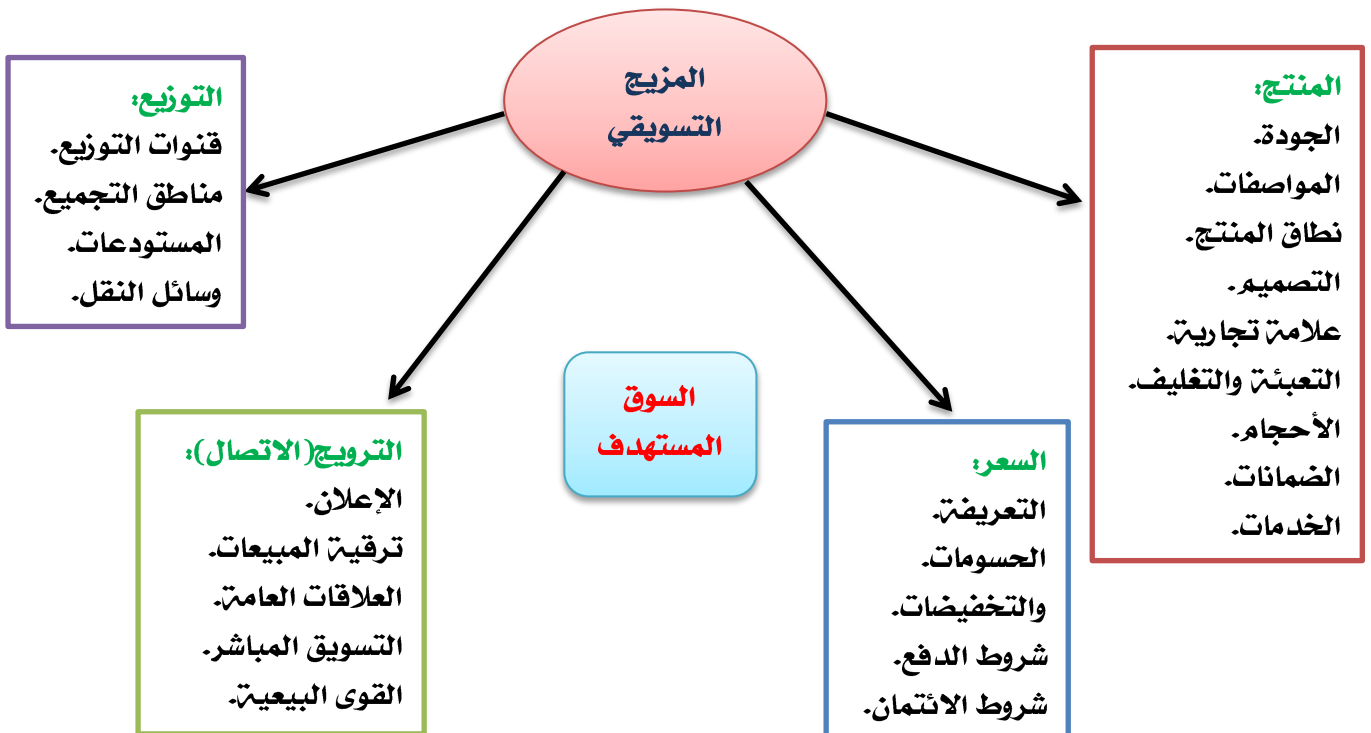 المزيج
التسويقي
المنتج:
الجودة.
المواصفات.
نطاق المنتج.
التصميم.
علامة تجارية.
التعبئة والتغليف.
الأحجام.
الضمانات.
الخدمات.
السعر:
التعريفة.
الحسومات.
والتخفيضات.
شروط الدفع.
شروط الائتمان.
السوق
المستهدف
الترويج(الاتصال):
الإعلان.
ترقية المبيعات.
العلاقات العامة.
التسويق المباشر.
القوى البيعية.
التوزيع:
قنوات التوزيع.
مناطق التجميع.
المستودعات.
وسائل النقل.